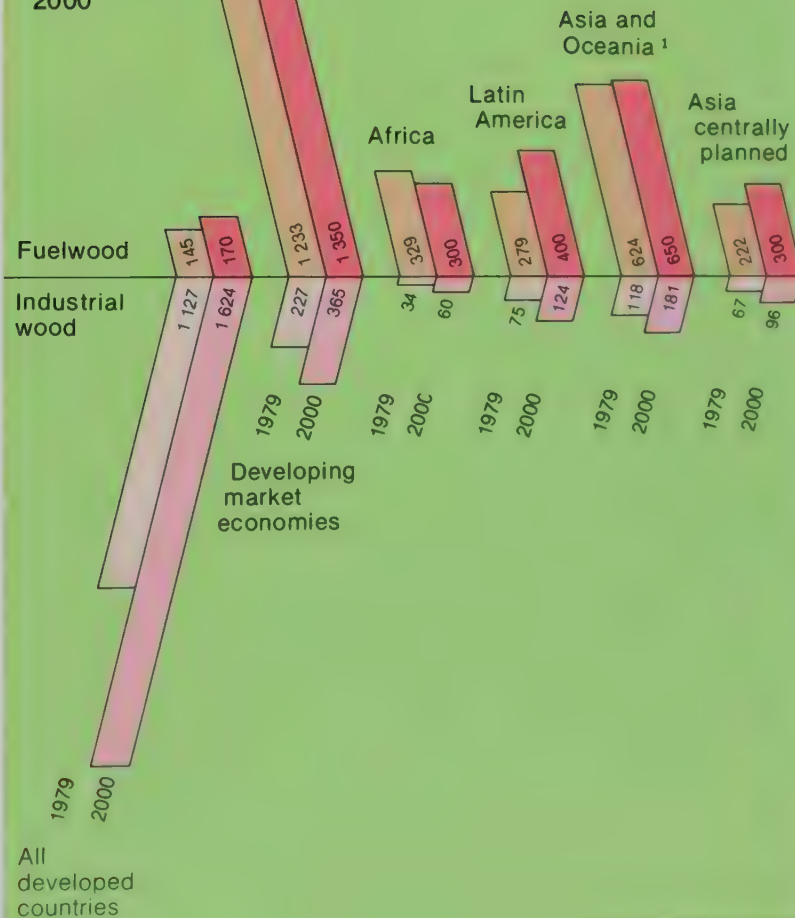 2000
Asia and
Oceania ¹
Latin
America
Asia
centrally
planned
Africa
Fuelwood
145 170 1 233 1 350 329 300 279 400 624 650 222 300
Industrial
wood
1 127 1 624 227 365 34 60 75 124 118 181 67 96
1979 2000 1979 2000 1979 2000 1979 2000 1979 2000
Developing
market
economies
1979 2000
All
developed
countries